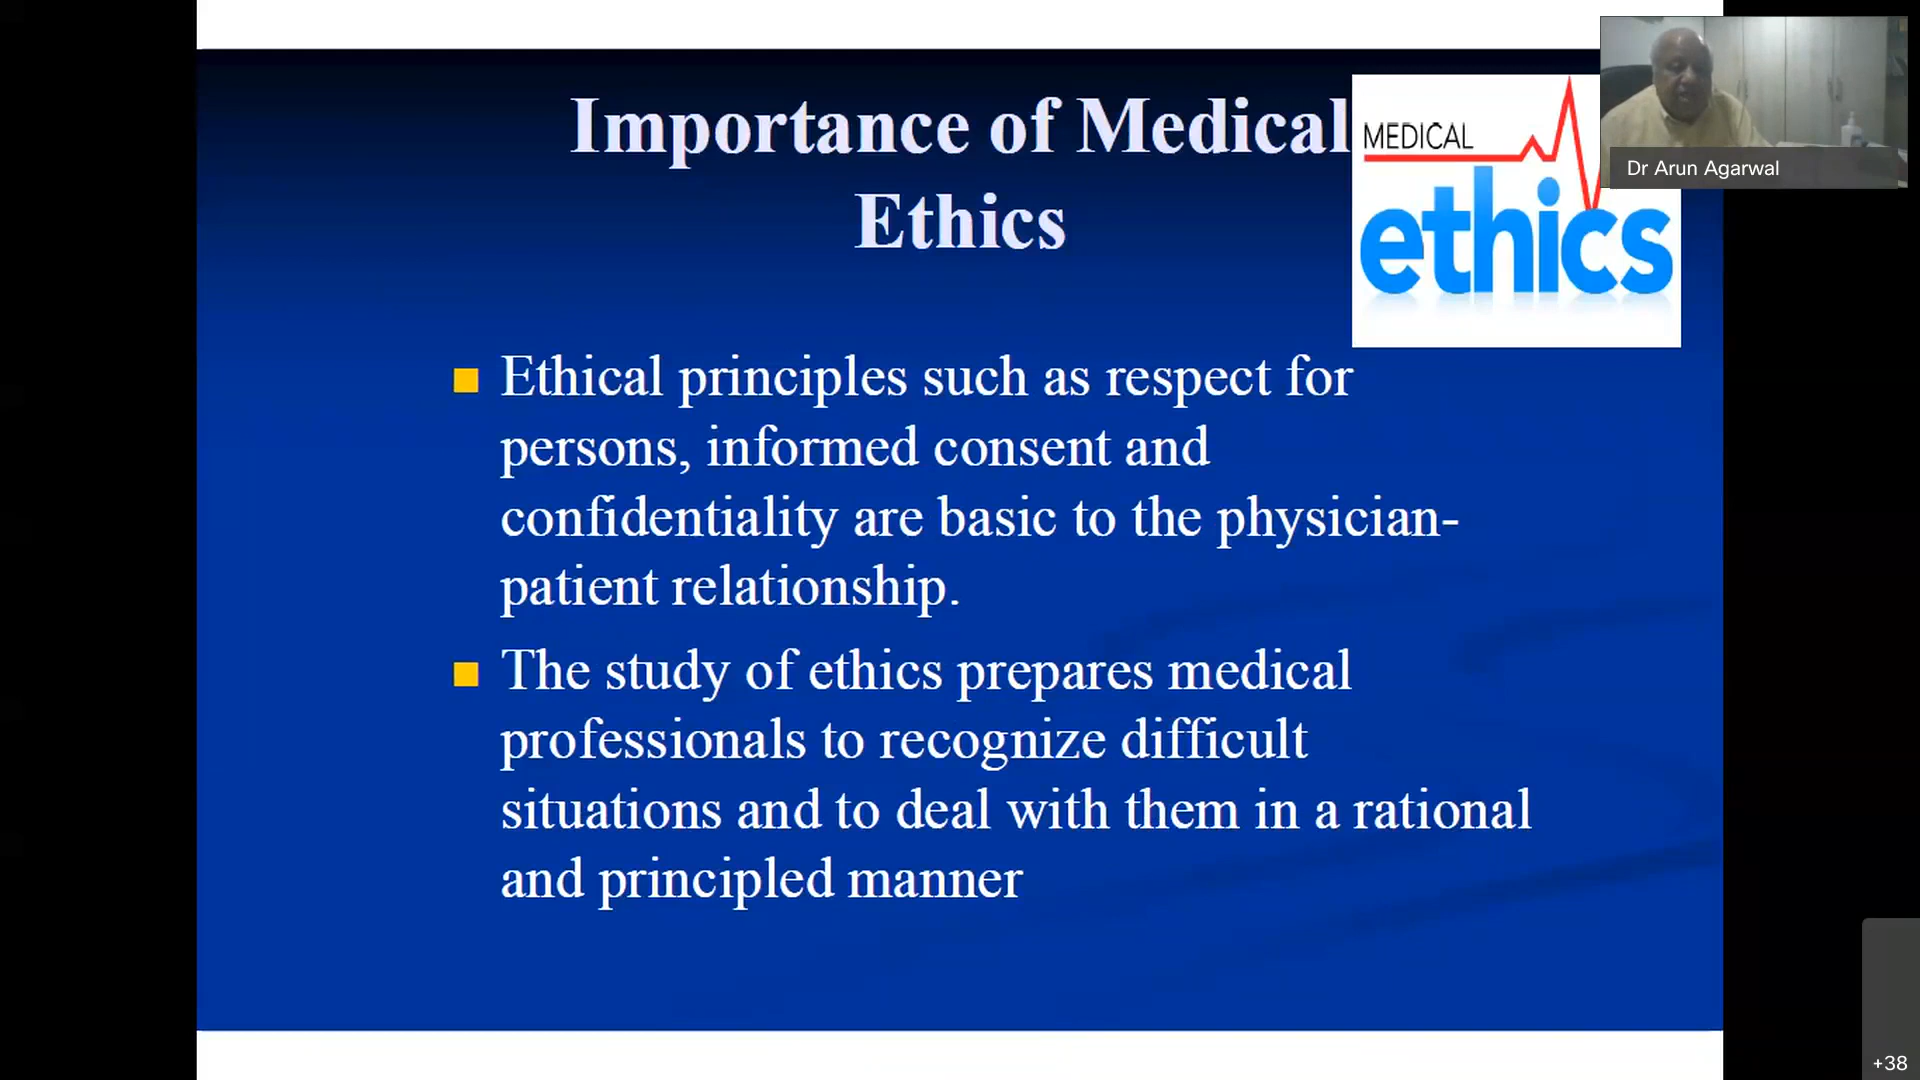 Importance of Medical
Ethics
MEDICAL
ethics
Dr Arun Agarwal
Ethical principles such as respect for
persons, informed consent and
confidentiality are basic to the physician-
patient relationship.
The study of ethics prepares medical
professionals to recognize difficult
situations and to deal with them in a rational
and principled manner
+38